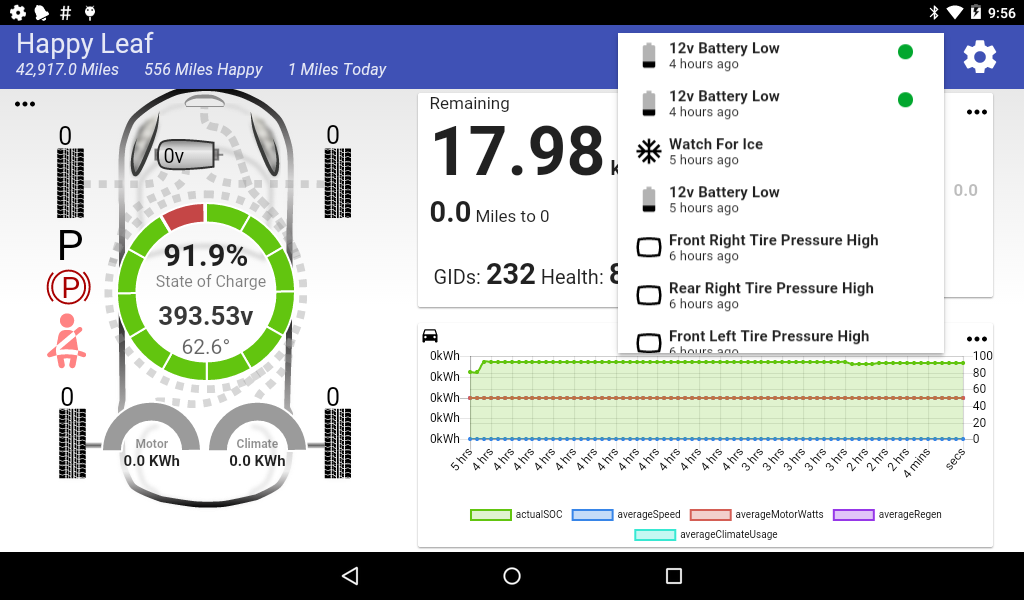 9:56
Happy Leaf
42,917.0 Miles 556 Miles Happy 1 Miles Today
12v Battery Low
4 hours ago
12v Battery Low
4 hours ago
Watch For Ice
5 hours ago
12v Battery Low
5 hours ago
Front Right Tire Pressure High
6 hours ago
Rear Right Tire Pressure High
6 hours ago
Front Left Tire Pressure High
6 hours ago
0
0
0v
P
(P)
91.9%
State of Charge
393.53v
62.6°
0
0
Motor
0.0 KWh
Climate
0.0 KWh
Remaining
17.98
0.0 Miles to 0
GIDs: 232 Health:
0.0
0kWh
0kWh
0kWh
0kWh
0kWh
100
80
60
40
20
0
5 hrs 4 hrs 4 hrs 4 hrs 4 hrs 4 hrs 4 hrs 4 hrs 4 hrs 4 hrs 4 hrs 4 hrs 4 hrs 3 hrs 3 hrs 3 hrs 3 hrs 3 hrs 3 hrs 2 hrs 2 hrs 2 hrs 4 mins secs
actualSOC averageSpeed averageMotorWatts averageRegen
averageClimateUsage